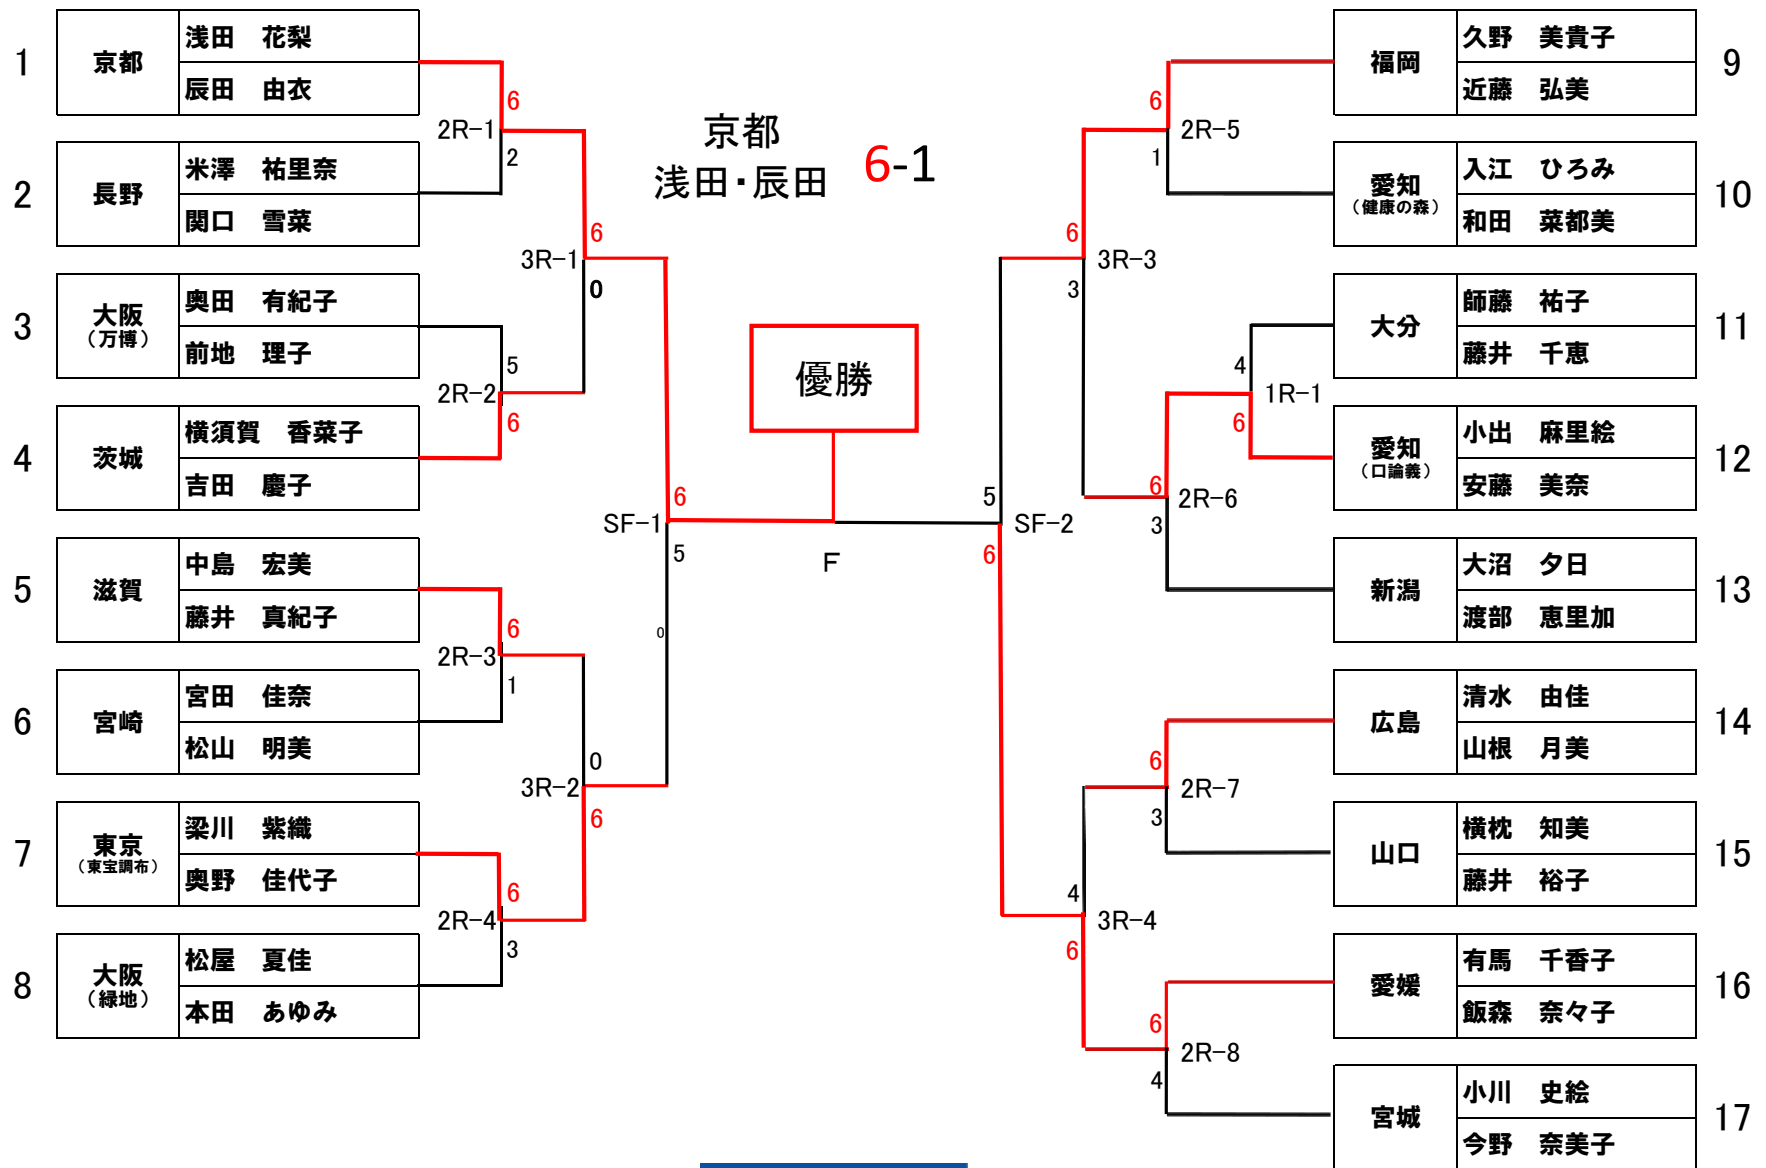 1
京都
浅田 花梨
辰田 由衣
2
長野
米澤 祐里奈
関口 雪菜
3
大阪
（万博）
奥田 有紀子
前地 理子
4
茨城
横須賀 香菜子
吉田 慶子
5
滋賀
中島 宏美
藤井 真紀子
6
宮崎
宮田 佳奈
松山 明美
7
東京
（東宝調布）
梁川 紫織
奥野 佳代子
8
大阪
（緑地）
松屋 夏佳
本田 あゆみ
6
2R-1
2
5
2R-2
6
6
2R-3
1
6
2R-4
3
6
3R-1
0
0
3R-2
6
6
SF-1
5
0
京都
浅田・辰田
6-1
優勝
F
5
SF-2
6
6
3R-3
3
4
3R-4
6
6
2R-5
1
4
1R-1
6
6
2R-6
3
6
2R-7
3
6
2R-8
4
福岡
久野 美貴子
近藤 弘美
9
愛知
（健康の森）
入江 ひろみ
和田 菜都美
10
大分
師藤 祐子
藤井 千恵
11
愛知
（口論義）
小出 麻里絵
安藤 美奈
12
新潟
大沼 夕日
渡部 恵里加
13
広島
清水 由佳
山根 月美
14
山口
横枕 知美
藤井 裕子
15
愛媛
有馬 千香子
飯森 奈々子
16
宮城
小川 史絵
今野 奈美子
17